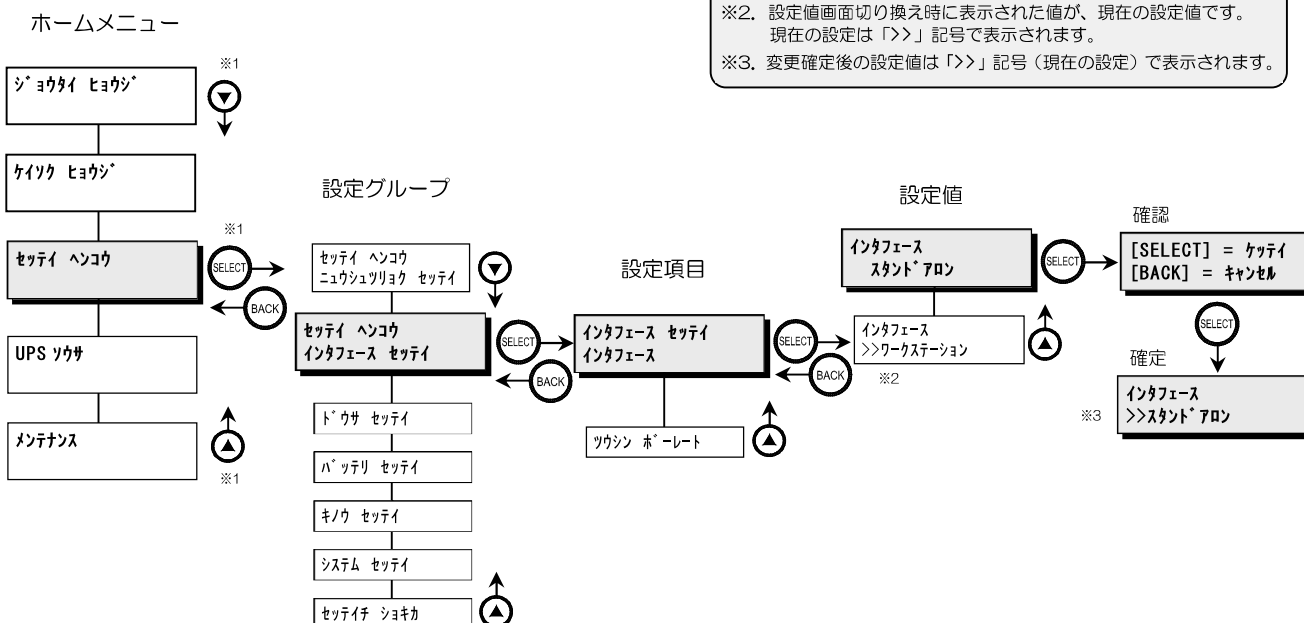 ※2. 設定値画面切り換え時に表示された値が、現在の設定値です。
現在の設定は「>>」記号で表示されます。
※3. 変更確定後の設定値は「>>」記号（現在の設定）で表示されます。
ホームメニュー
※1
ｼﾞｮｳﾀｲ ﾋｮｳｼﾞ
ｹｲｿｸ ﾋｮｳｼﾞ
※1
ｾｯﾃｲ ﾍﾝｺｳ
SELECT
BACK
UPS ｿｳｻ
ﾒﾝﾃﾅﾝｽ
※1
設定グループ
ｾｯﾃｲ ﾍﾝｺｳ
ﾆｭｳｼｭﾂﾘｮｸ ｾｯﾃｲ
ｾｯﾃｲ ﾍﾝｺｳ
ｲﾝﾀﾌｪｰｽ ｾｯﾃｲ
SELECT
BACK
ﾄﾞｳｻ ｾｯﾃｲ
ﾊﾞｯﾃﾘ ｾｯﾃｲ
ｷﾉｳ ｾｯﾃｲ
ｼｽﾃﾑ ｾｯﾃｲ
ｾｯﾃｲﾁ ｼｮｷｶ
設定項目
ｲﾝﾀﾌｪｰｽ ｾｯﾃｲ
ｲﾝﾀﾌｪｰｽ
SELECT
BACK
ﾂｳｼﾝ ﾎﾞｰﾚｰﾄ
設定値
ｲﾝﾀﾌｪｰｽ
ｽﾀﾝﾄﾞｱﾛﾝ
SELECT
ｲﾝﾀﾌｪｰｽ
>>ﾜｰｸｽﾃｰｼｮﾝ
※2
確認
[SELECT] = ｹｯﾃｲ
[BACK] = ｷｬﾝｾﾙ
SELECT
確定
ｲﾝﾀﾌｪｰｽ
>>ｽﾀﾝﾄﾞｱﾛﾝ
※3